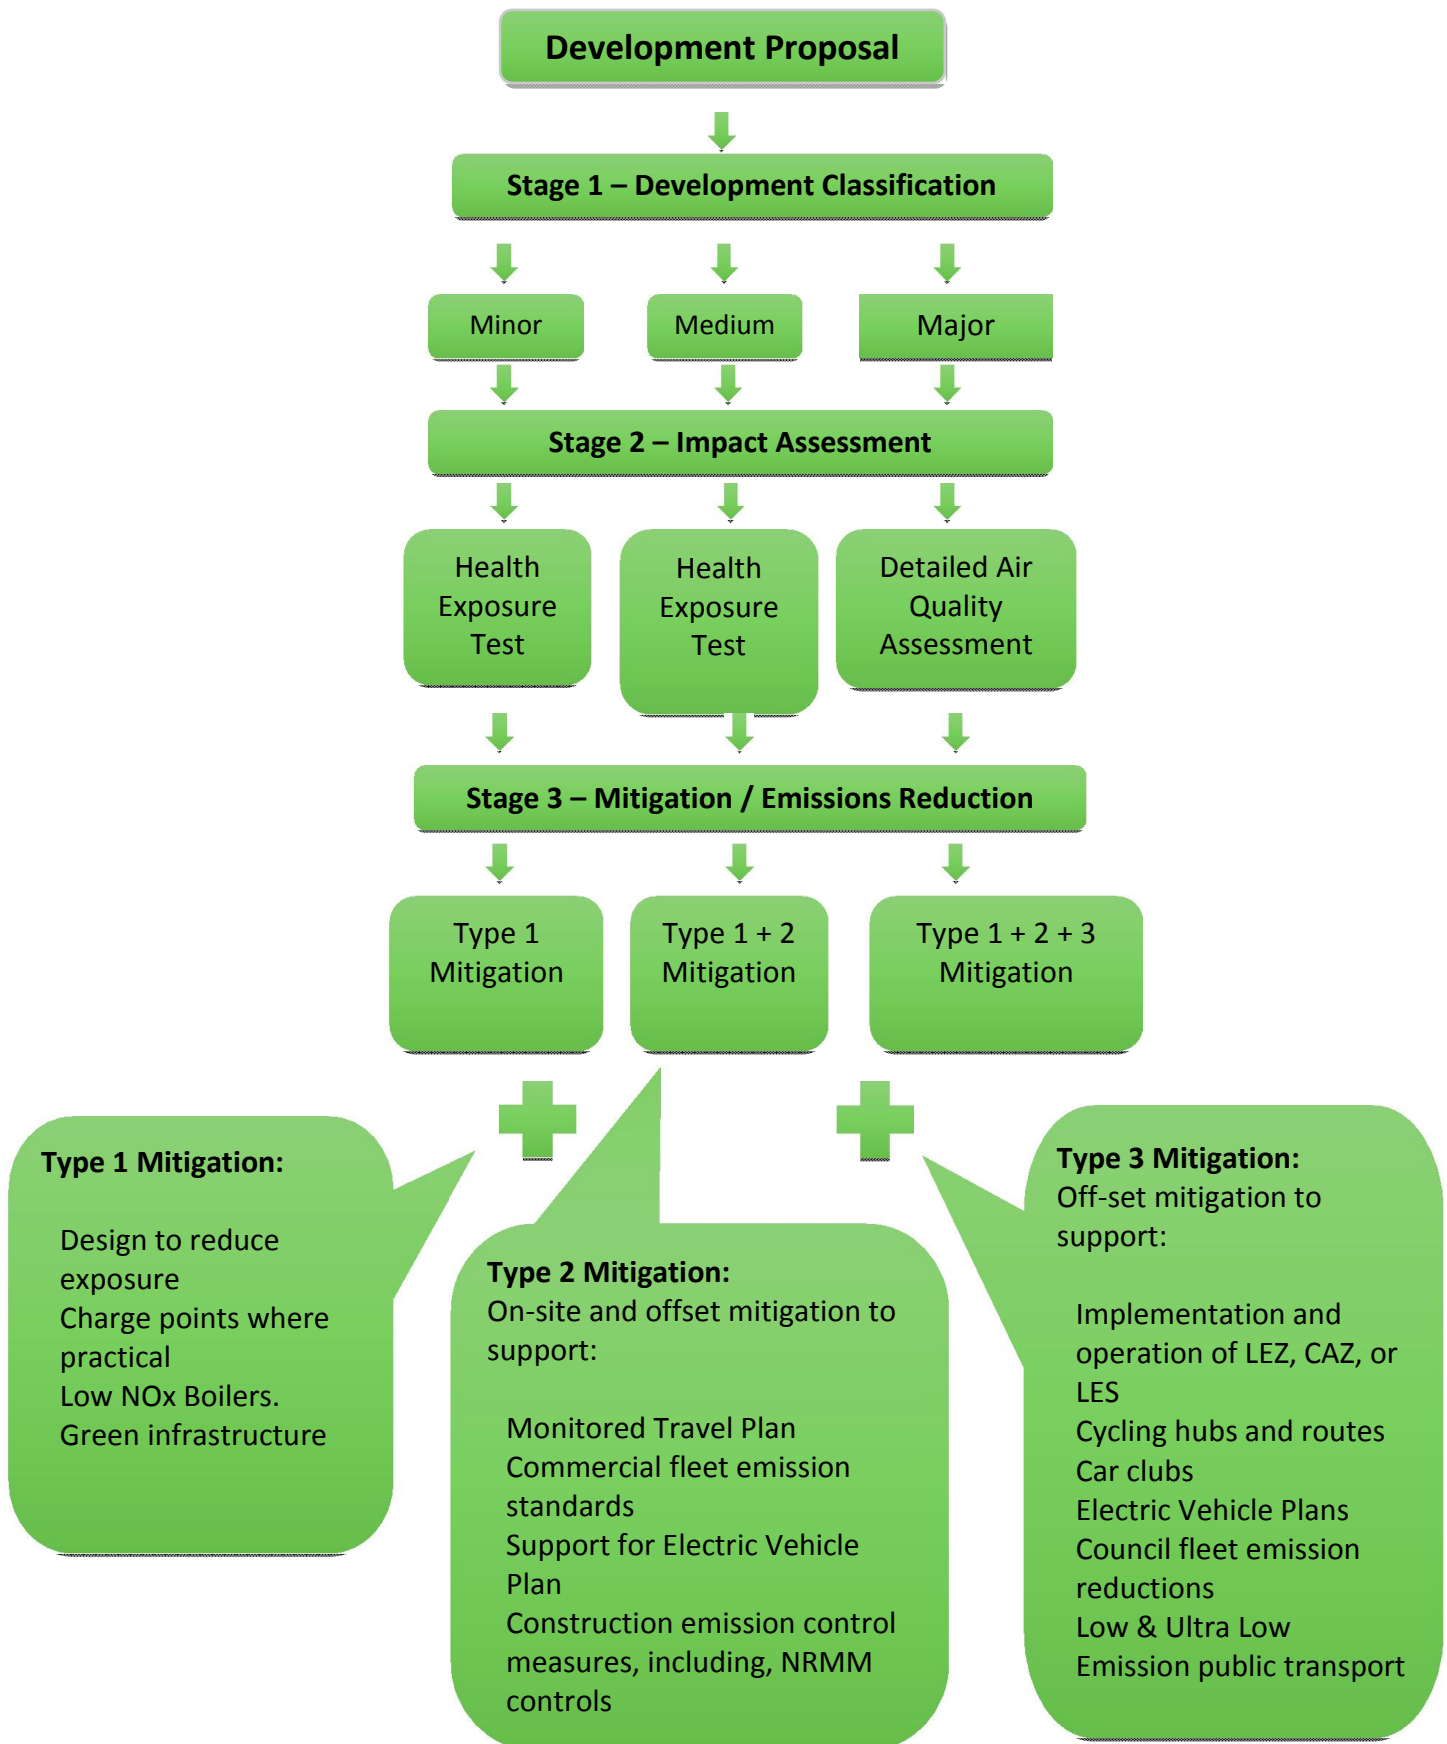 Development Proposal
Stage 1 – Development Classification
Minor
Medium
Major
Stage 2 – Impact Assessment
Health
Exposure
Test
Health
Exposure
Test
Detailed Air
Quality
Assessment
Stage 3 – Mitigation / Emissions Reduction
Type 1
Mitigation
Type 1 + 2
Mitigation
Type 1 + 2 + 3
Mitigation
Type 1 Mitigation:
Design to reduce
exposure
Charge points where
practical
Low NOx Boilers.
Green infrastructure
Type 2 Mitigation:
On-site and offset mitigation to
support:
Monitored Travel Plan
Commercial fleet emission
standards
Support for Electric Vehicle
Plan
Construction emission control
measures, including, NRMM
controls
Type 3 Mitigation:
Off-set mitigation to
support:
Implementation and
operation of LEZ, CAZ, or
LES
Cycling hubs and routes
Car clubs
Electric Vehicle Plans
Council fleet emission
reductions
Low & Ultra Low
Emission public transport